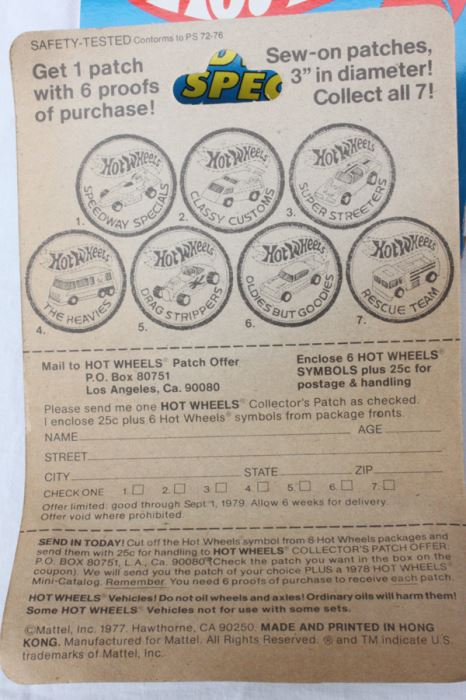 SAFETY-TESTED Conforms to PS 72-76
Get 1 patch
with 6 proofs
of purchase!
SPEC
Sew-on patches,
3" in diameter!
Collect all 7!
HOT WHEELS
SPEEDWAY SPECIALS
1.
HOT WHEELS
CLASSY CUSTOMS
2.
HOT WHEELS
SUPER STREETERS
3.
HOT WHEELS
THE HEAVIES
4.
HOT WHEELS
DRAG STRIPPERS
5.
HOT WHEELS
OLDIES BUT GOODIES
6.
HOT WHEELS
RESCUE TEAM
7.
Mail to HOT WHEELS® Patch Offer
P.O. Box 80751
Los Angeles, Ca. 90080
Enclose 6 HOT WHEELS®
SYMBOLS plus 25c for
postage & handling
Please send me one HOT WHEELS® Collector's Patch as checked.
I enclose 25c plus 6 Hot Wheels® symbols from package fronts.
NAME AGE
STREET
CITY STATE ZIP
CHECK ONE 1. 2. 3. 4. 5. 6. 7.
Offer limited: good through Sept 1, 1979. Allow 6 weeks for delivery.
Offer void where prohibited.
SEND IN TODAY! Cut off the Hot Wheels symbol from 6 Hot Wheels packages and
send them with 25c for handling to HOT WHEELS® COLLECTOR'S PATCH OFFER,
P.O. BOX 80751, L.A., Ca. 90080 (Check the patch you want in the box on the
coupon). We will send you the patch of your choice PLUS a 1978 HOT WHEELS®
Mini-Catalog. Remember. You need 6 proofs of purchase to receive each patch.
HOT WHEELS® Vehicles! Do not oil wheels and axles! Ordinary oils will harm them!
Some HOT WHEELS® Vehicles not for use with some sets.
©Mattel, Inc. 1977. Hawthorne, CA 90250. MADE AND PRINTED IN HONG
KONG. Manufactured for Mattel. All Rights Reserved. ® and TM indicate U.S.
trademarks of Mattel, Inc.